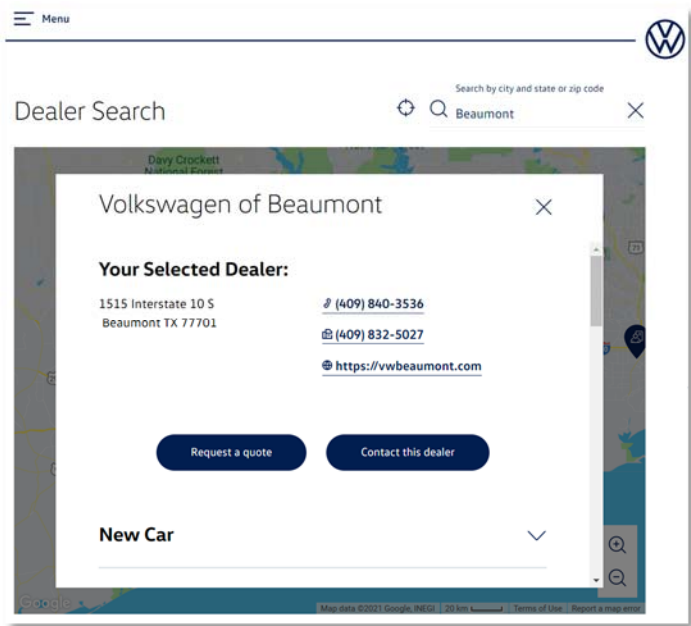 Menu
Search by city and state or zip code
Dealer Search
Beaumont
Davy Crockett
National Forest
Volkswagen of Beaumont
Your Selected Dealer:
1515 Interstate 10 S
Beaumont TX 77701
(409) 840-3536
(409) 832-5027
https://vwbeaumont.com
Request a quote
Contact this dealer
New Car
71
Google
Map data ©2021 Google, INEGI
20 km
Terms of Use
Report a map error